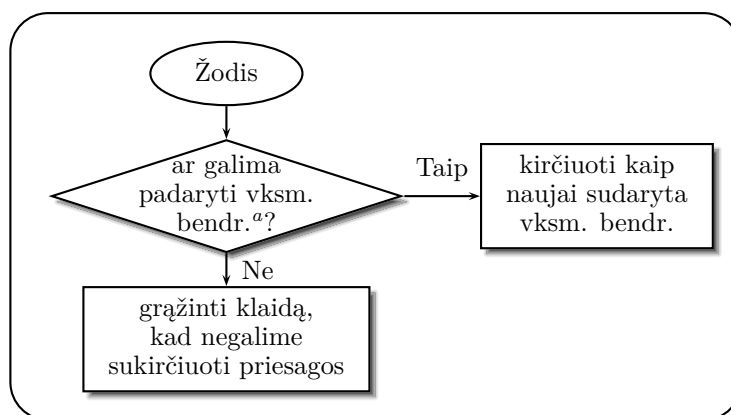 Žodis
ar galima
padaryti vksm.
bendr.ᵃ?
Taip
kirčiuoti kaip
naujai sudaryta
vksm. bendr.
Ne
grąžinti klaidą,
kad negalime
sukirčiuoti priesagos